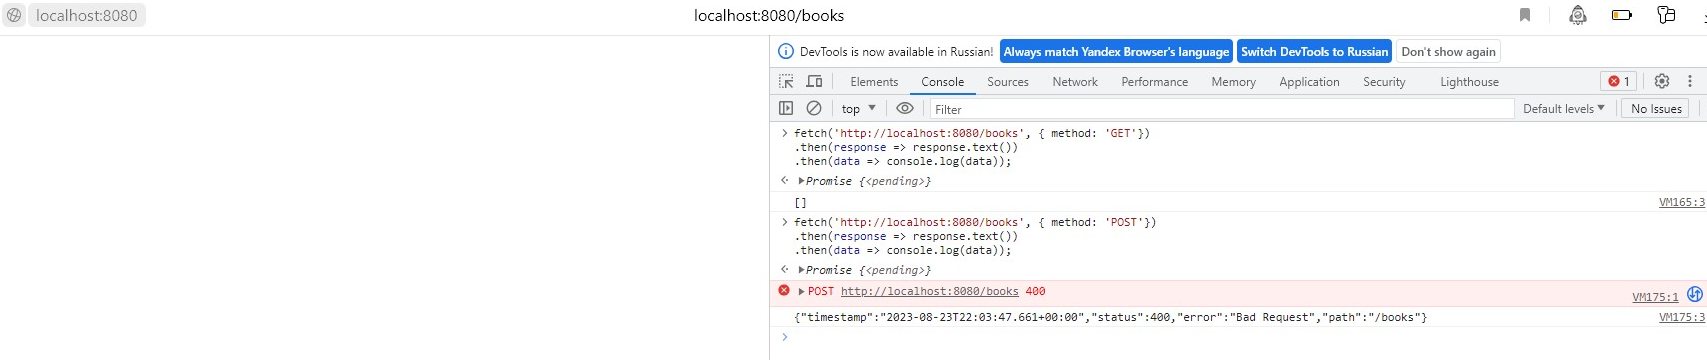 localhost:8080 localhost:8080/books
DevTools is now available in Russian! Always match Yandex Browser's language Switch DevTools to Russian Don't show again
Elements Console Sources Network Performance Memory Application Security Lighthouse 1
top Filter Default levels No Issues
fetch('http://localhost:8080/books', { method: 'GET'})
.then(response => response.text())
.then(data => console.log(data));
Promise {<pending>}
[] VM165:3
fetch('http://localhost:8080/books', { method: 'POST'})
.then(response => response.text())
.then(data => console.log(data));
Promise {<pending>}
POST http://localhost:8080/books 400 VM175:1
{"timestamp":"2023-08-23T22:03:47.661+00:00","status":400,"error":"Bad Request","path":"/books"} VM175:3